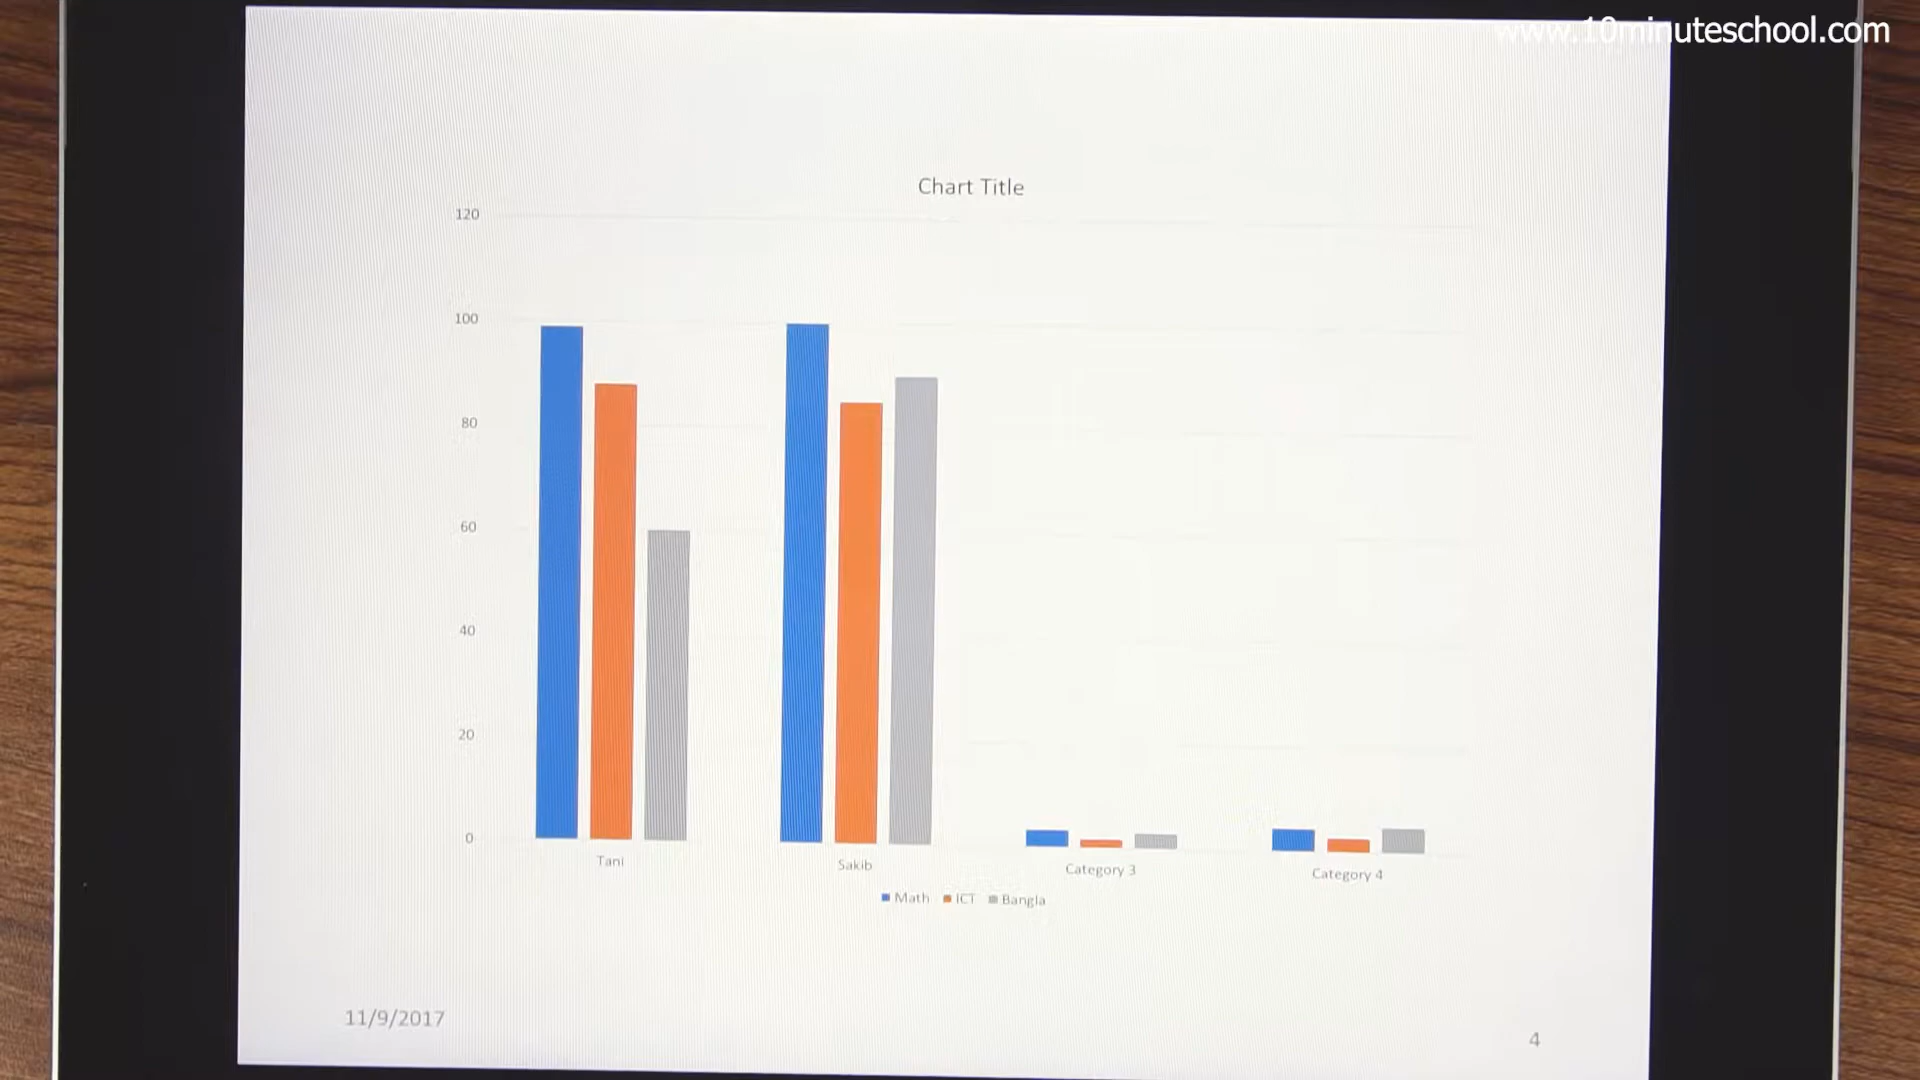 www.10minuteschool.com
Chart Title
120
100
80
60
40
20
0
Tani Sakib Category 3 Category 4
Math ICT Bangla
11/9/2017
4